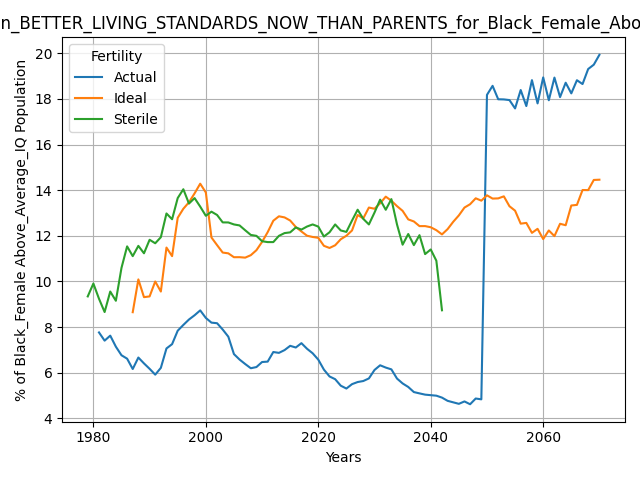 n_BETTER_LIVING_STANDARDS_NOW_THAN_PARENTS_for_Black_Female_Abo
Fertility
Actual
Ideal
Sterile
% of Black_Female Above_Average_IQ Population
20
18
16
14
12
10
8
6
4
1980 2000 2020 2040 2060
Years